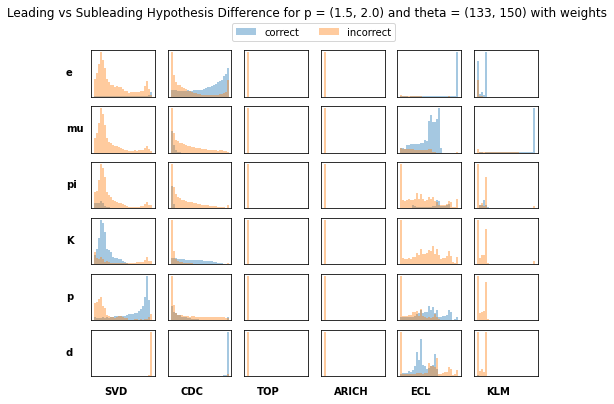 Leading vs Subleading Hypothesis Difference for p = (1.5, 2.0) and theta = (133, 150) with weights
correct incorrect
e
mu
pi
K
p
d
SVD CDC TOP ARICH ECL KLM